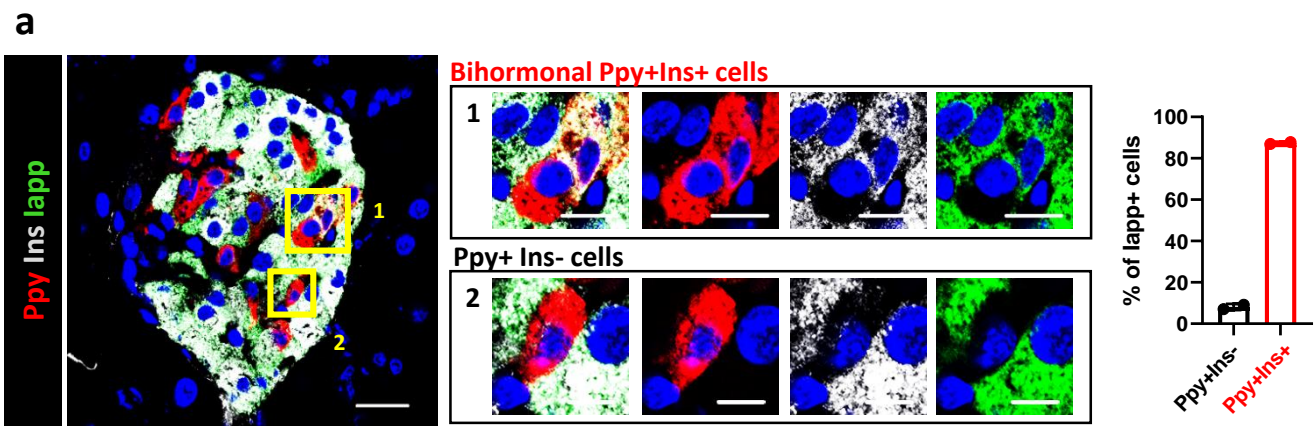 a
Ppy Ins Iapp
1
2
Bihormonal Ppy+Ins+ cells
1
Ppy+ Ins- cells
2
% of Iapp+ cells
100
80
60
40
20
0
Ppy+Ins-
Ppy+Ins+